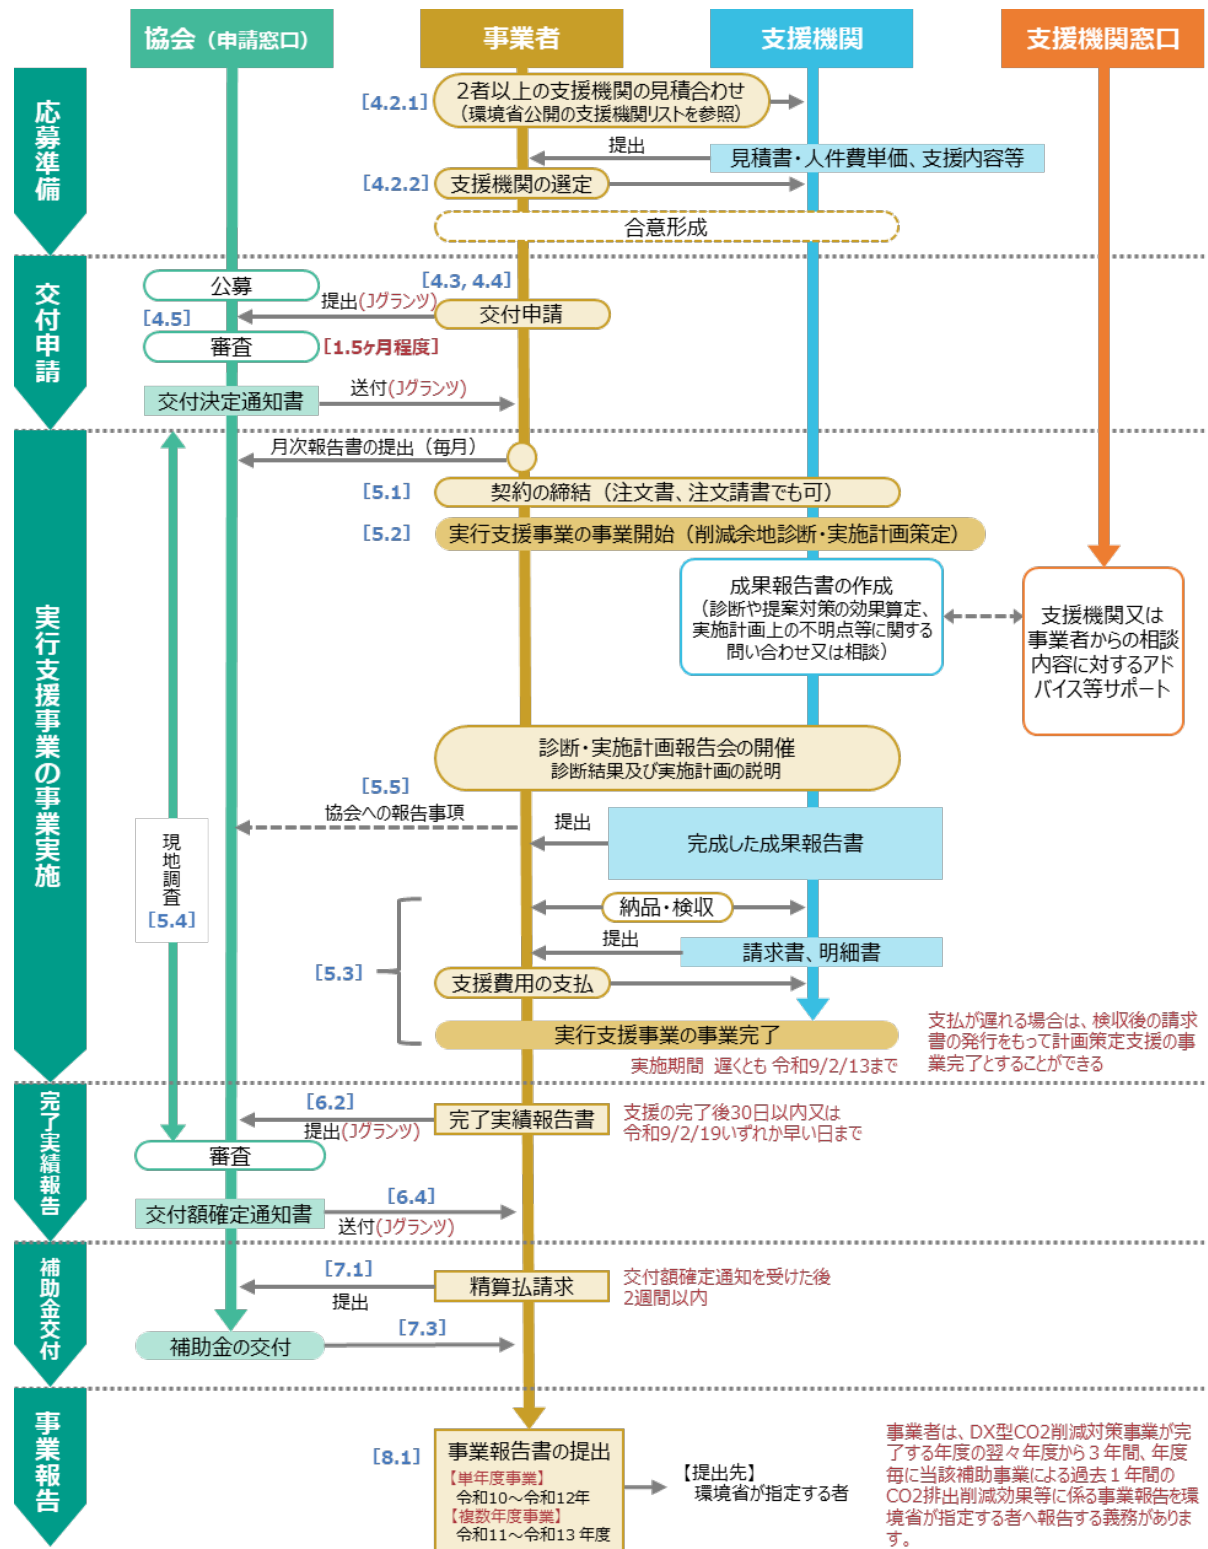 協会（申請窓口）
事業者
支援機関
支援機関窓口
応募準備
[4.2.1]
2者以上の支援機関の見積合わせ
（環境省公開の支援機関リストを参照）
提出
見積書・人件費単価、支援内容等
[4.2.2]
支援機関の選定
合意形成
交付申請
公募
[4.3, 4.4]
提出(Jグランツ)
[4.5]
交付申請
審査
[1.5ヶ月程度]
交付決定通知書
送付(Jグランツ)
実行支援事業の事業実施
月次報告書の提出（毎月）
[5.1]
契約の締結（注文書、注文請書でも可）
[5.2]
実行支援事業の事業開始（削減余地診断・実施計画策定）
成果報告書の作成
（診断や提案対策の効果算定、
実施計画上の不明点等に関する
問い合わせ又は相談）
支援機関又は
事業者からの相談
内容に対するアド
バイス等サポート
診断・実施計画報告会の開催
診断結果及び実施計画の説明
[5.5]
協会への報告事項
提出
完成した成果報告書
現地調査
[5.4]
納品・検収
提出
請求書、明細書
[5.3]
支援費用の支払
実行支援事業の事業完了
実施期間 遅くとも 令和9/2/13まで
支払が遅れる場合は、検収後の請求
書の発行をもって計画策定支援の事
業完了とすることができる
完了実績報告
[6.2]
提出(Jグランツ)
完了実績報告書
支援の完了後30日以内又は
令和9/2/19いずれか早い日まで
審査
交付額確定通知書
[6.4]
送付(Jグランツ)
補助金交付
[7.1]
提出
精算払請求
交付額確定通知を受けた後
2週間以内
補助金の交付
[7.3]
事業報告
[8.1]
事業報告書の提出
【単年度事業】
令和10～令和12年
【複数年度事業】
令和11～令和13 年度
【提出先】
環境省が指定する者
事業者は、DX型CO2削減対策事業が完
了する年度の翌々年度から３年間、年度
毎に当該補助事業による過去１年間の
CO2排出削減効果等に係る事業報告を環
境省が指定する者へ報告する義務がありま
す。